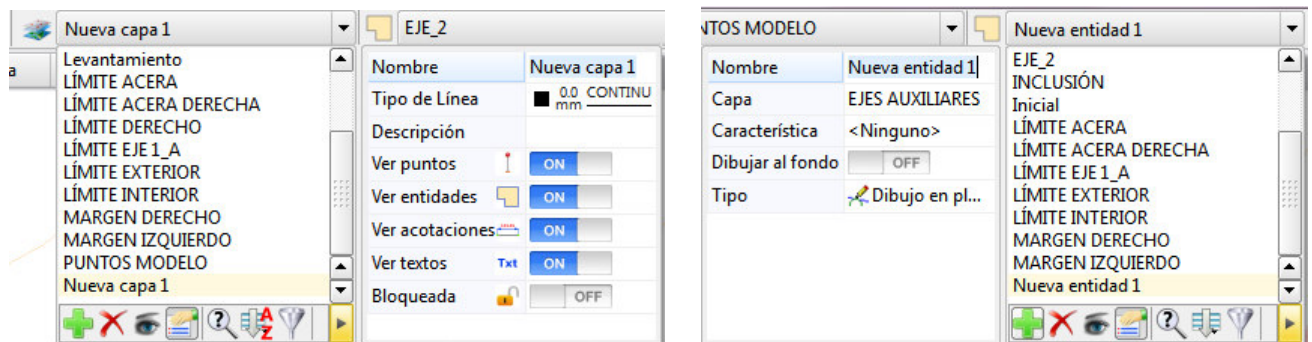 Nueva capa 1
EJE_2
Levantamiento
LÍMITE ACERA
LÍMITE ACERA DERECHA
LÍMITE DERECHO
LÍMITE EJE 1_A
LÍMITE EXTERIOR
LÍMITE INTERIOR
MARGEN DERECHO
MARGEN IZQUIERDO
PUNTOS MODELO
Nueva capa 1
Nombre Nueva capa 1
Tipo de Línea 0.0 mm CONTINU
Descripción
Ver puntos ON
Ver entidades ON
Ver acotaciones ON
Ver textos Txt ON
Bloqueada OFF
NTOS MODELO
Nueva entidad 1
Nombre Nueva entidad 1
Capa EJES AUXILIARES
Característica <Ninguno>
Dibujar al fondo OFF
Tipo Dibujo en pl...
EJE_2
INCLUSIÓN
Inicial
LÍMITE ACERA
LÍMITE ACERA DERECHA
LÍMITE EJE 1_A
LÍMITE EXTERIOR
LÍMITE INTERIOR
MARGEN DERECHO
MARGEN IZQUIERDO
Nueva entidad 1